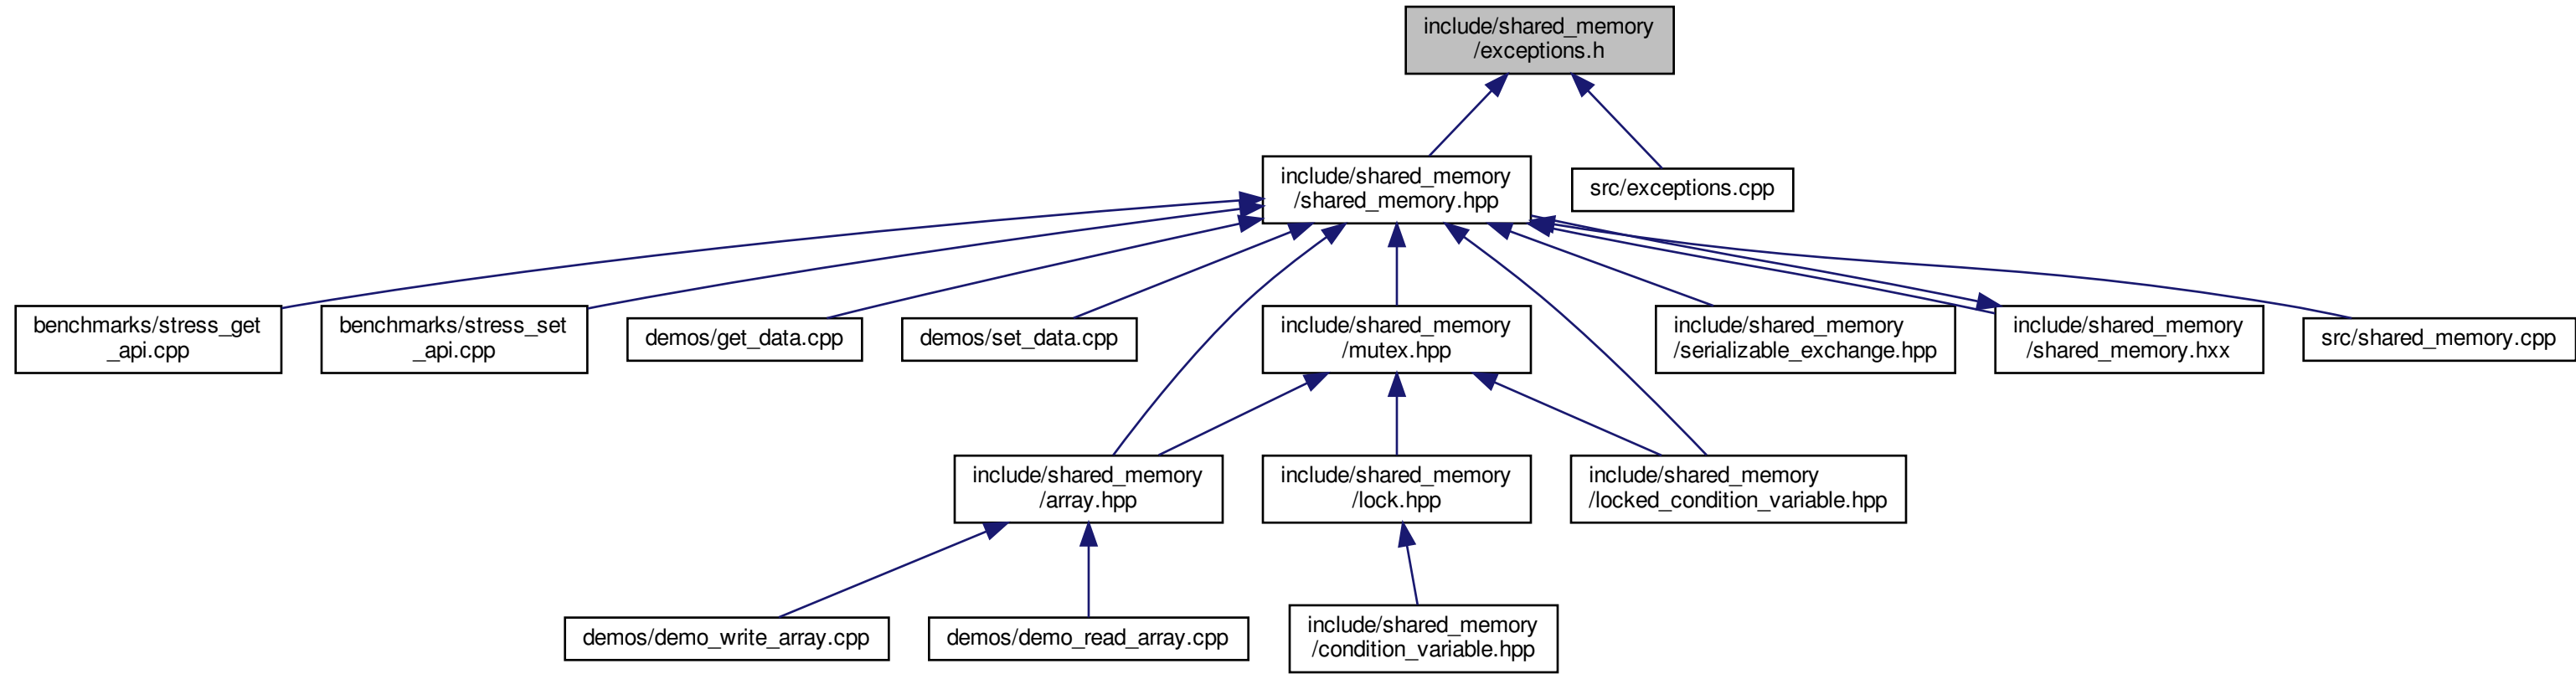 include/shared_memory
/exceptions.h
include/shared_memory
/shared_memory.hpp
src/exceptions.cpp
benchmarks/stress_get
_api.cpp
benchmarks/stress_set
_api.cpp
demos/get_data.cpp
demos/set_data.cpp
include/shared_memory
/mutex.hpp
include/shared_memory
/serializable_exchange.hpp
include/shared_memory
/shared_memory.hxx
src/shared_memory.cpp
include/shared_memory
/array.hpp
include/shared_memory
/lock.hpp
include/shared_memory
/locked_condition_variable.hpp
demos/demo_write_array.cpp
demos/demo_read_array.cpp
include/shared_memory
/condition_variable.hpp